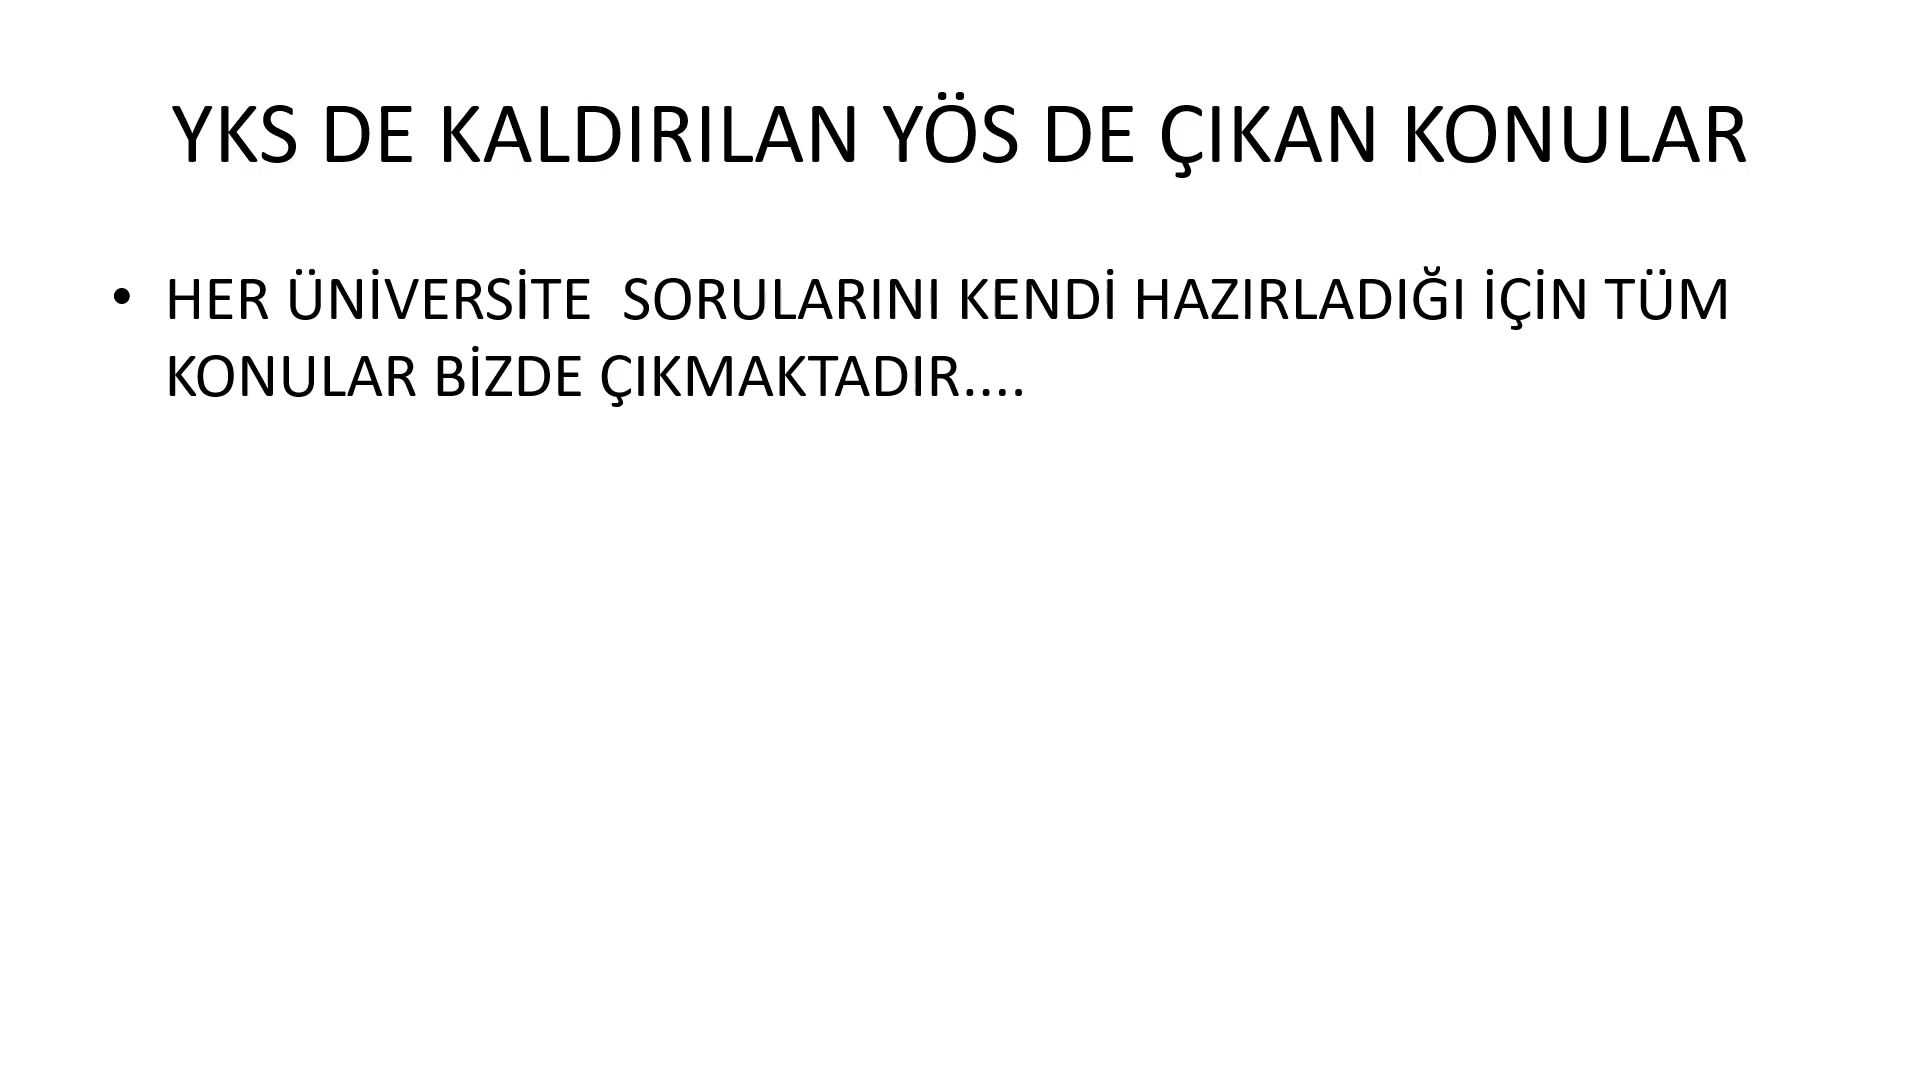 YKS DE KALDIRILAN YÖS DE ÇIKAN KONULAR
• HER ÜNİVERSİTE  SORULARINI KENDİ HAZIRLADIĞI İÇİN TÜM
KONULAR BİZDE ÇIKMAKTADIR....